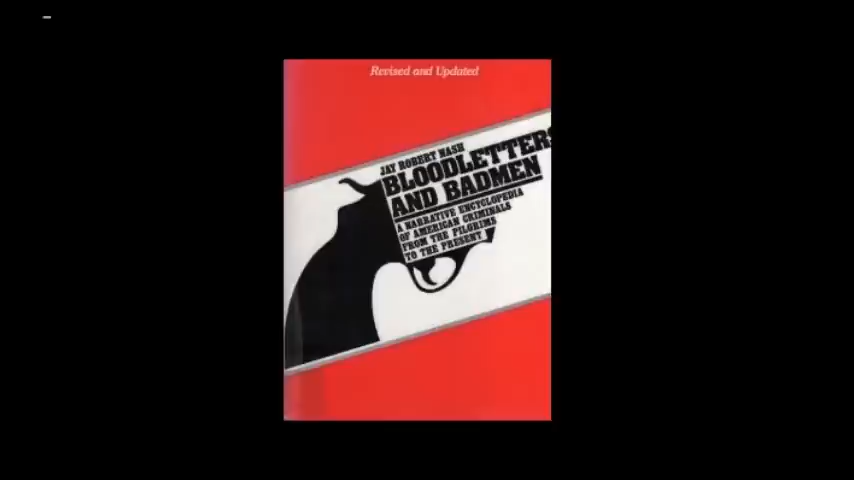 Revised and Updated
JAY ROBERT NASH
BLOODLETTERS
AND BADMEN
A NARRATIVE ENCYCLOPEDIA
OF AMERICAN CRIMINALS
FROM THE PILGRIMS
TO THE PRESENT